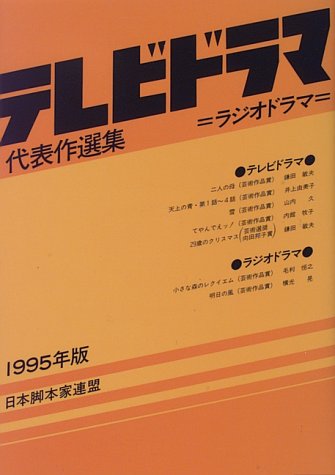 テレビドラマ
=ラジオドラマ=
代表作選集
●テレビドラマ●
二人の母(芸術作品賞) 鎌田 敏夫
天上の青・第1話〜4話(芸術作品賞) 井上由美子
雪(芸術作品賞) 山内 久
てやんでえッ!(芸術作品賞) 内館 牧子
29歳のクリスマス(芸術選奨 向田邦子賞) 鎌田 敏夫
●ラジオドラマ●
小さな森のレクイエム(芸術作品賞) 毛利 恒之
明日の風(芸術作品賞) 横光 晃
1995年版
日本脚本家連盟